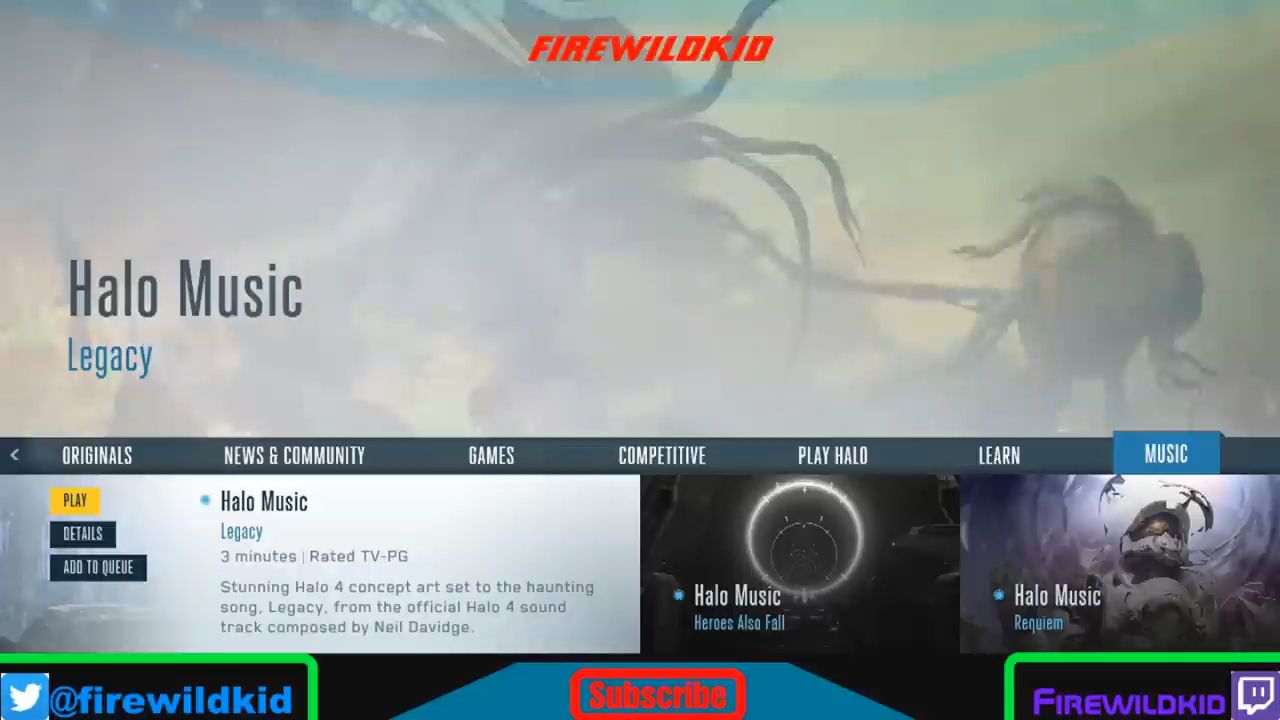 FIREWILDKID
Halo Music
Legacy
ORIGINALS NEWS & COMMUNITY GAMES COMPETITIVE PLAY HALO LEARN MUSIC
PLAY
DETAILS
ADD TO QUEUE
Halo Music
Legacy
3 minutes | Rated TV-PG
Stunning Halo 4 concept art set to the haunting
song, Legacy, from the official Halo 4 sound
track composed by Neil Davidge.
Halo Music
Heroes Also Fall
Halo Music
Requiem
@firewildkid
Subscribe
FIREWILDKID